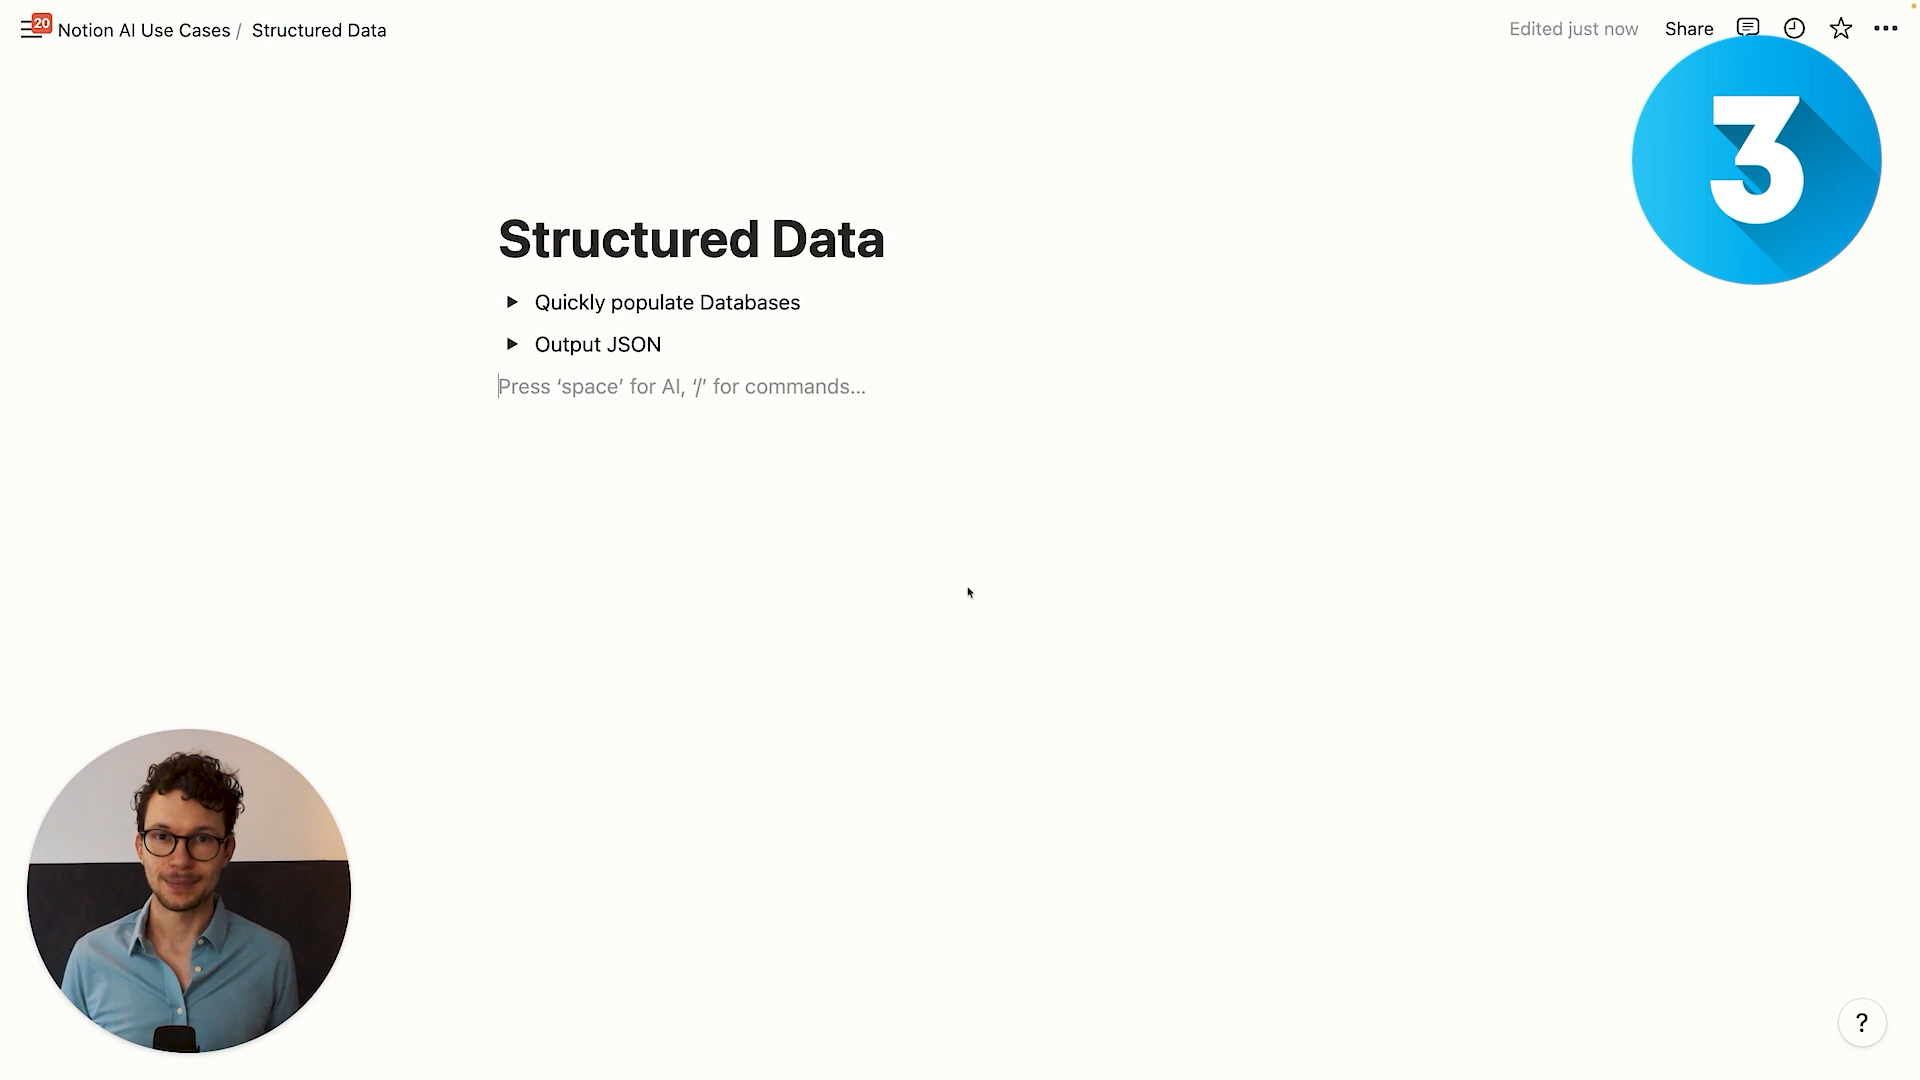 20
Notion AI Use Cases / Structured Data
Edited just now
Share
3
Structured Data
Quickly populate Databases
Output JSON
Press ‘space’ for AI, ‘/’ for commands...
?